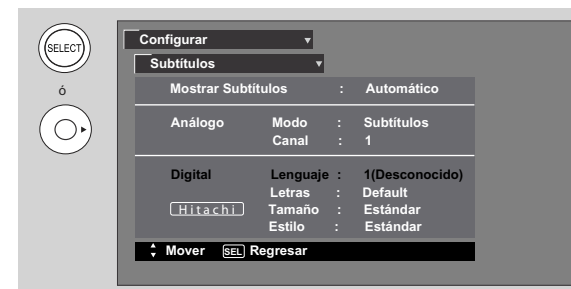 SELECT
ó
Configurar
Subtítulos
Mostrar Subtítulos : Automático
Análogo Modo : Subtítulos
Canal : 1
Digital Lenguaje : 1(Desconocido)
Letras : Default
Hitachi Tamaño : Estándar
Estilo : Estándar
Mover SEL Regresar